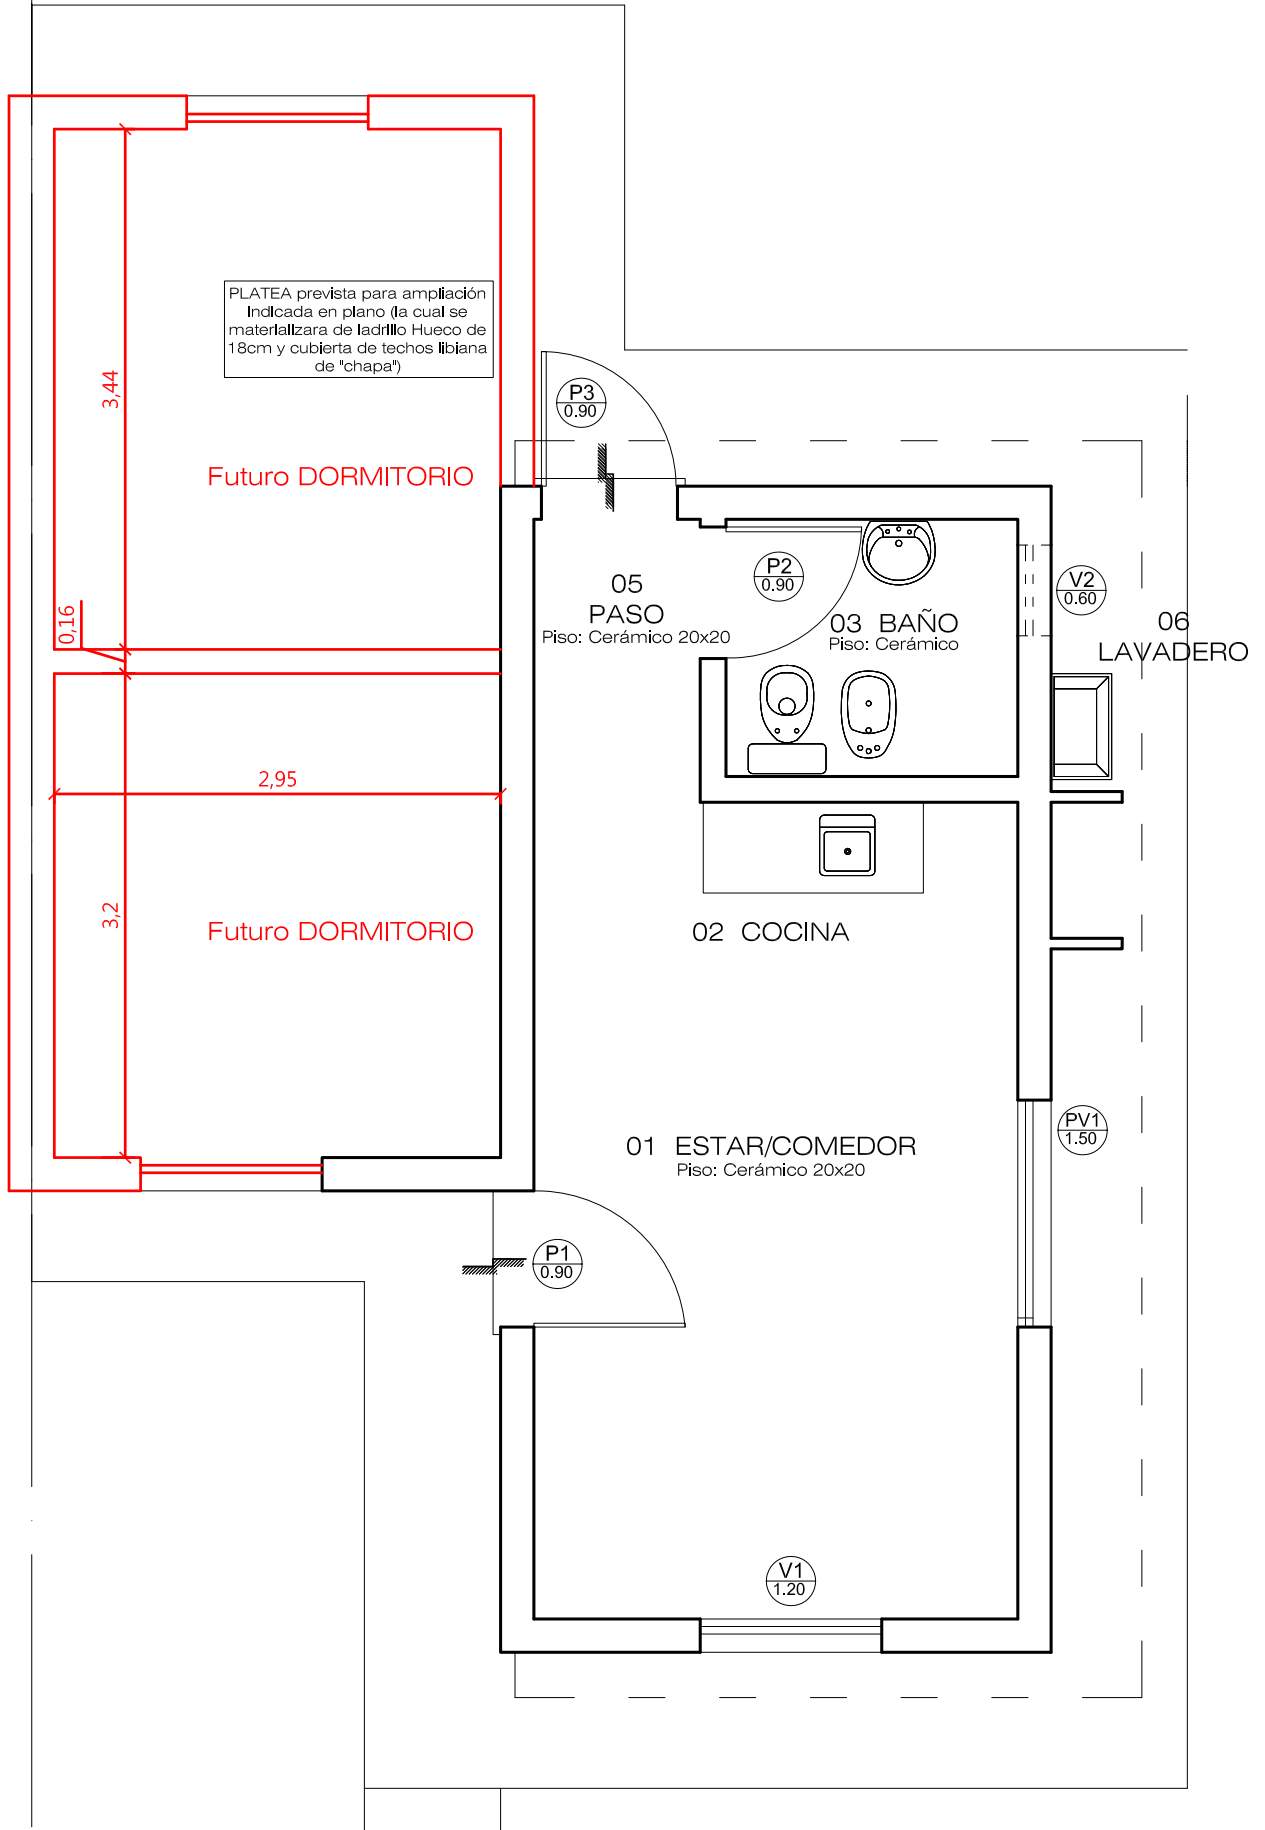 PLATEA prevista para ampliación
Indicada en plano (la cual se
materializara de ladrillo Hueco de
18cm y cubierta de techos libiana
de "chapa")
3,44
Futuro DORMITORIO
P3
0.90
05
PASO
Piso: Cerámico 20x20
P2
0.90
03 BAÑO
Piso: Cerámico
V2
0.60
06
LAVADERO
0,16
2,95
3,2
Futuro DORMITORIO
02 COCINA
01 ESTAR/COMEDOR
Piso: Cerámico 20x20
PV1
1.50
P1
0.90
V1
1.20